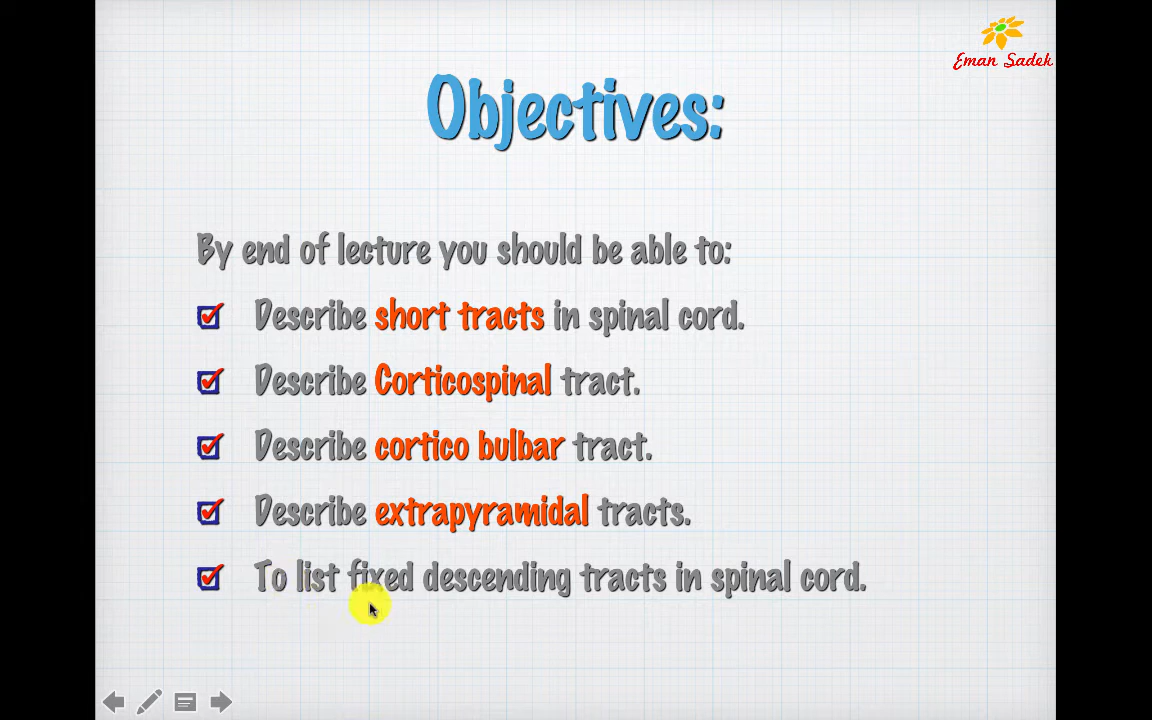 Eman Sadek
Objectives:
By end of lecture you should be able to:
Describe short tracts in spinal cord.
Describe Corticospinal tract.
Describe cortico bulbar tract.
Describe extrapyramidal tracts.
To list fixed descending tracts in spinal cord.